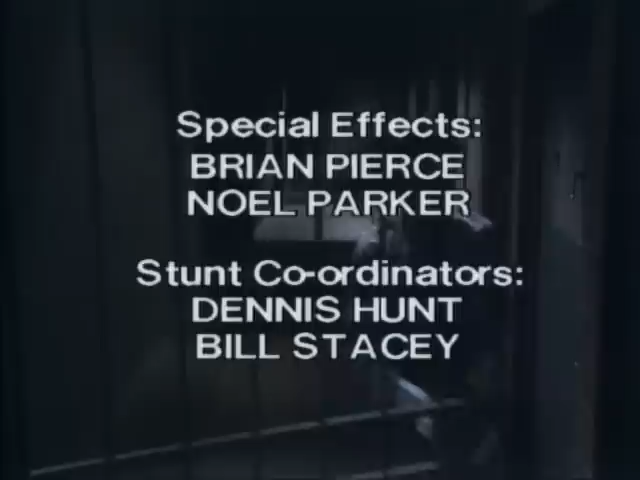 Special Effects:
BRIAN PIERCE
NOEL PARKER
Stunt Co-ordinators:
DENNIS HUNT
BILL STACEY